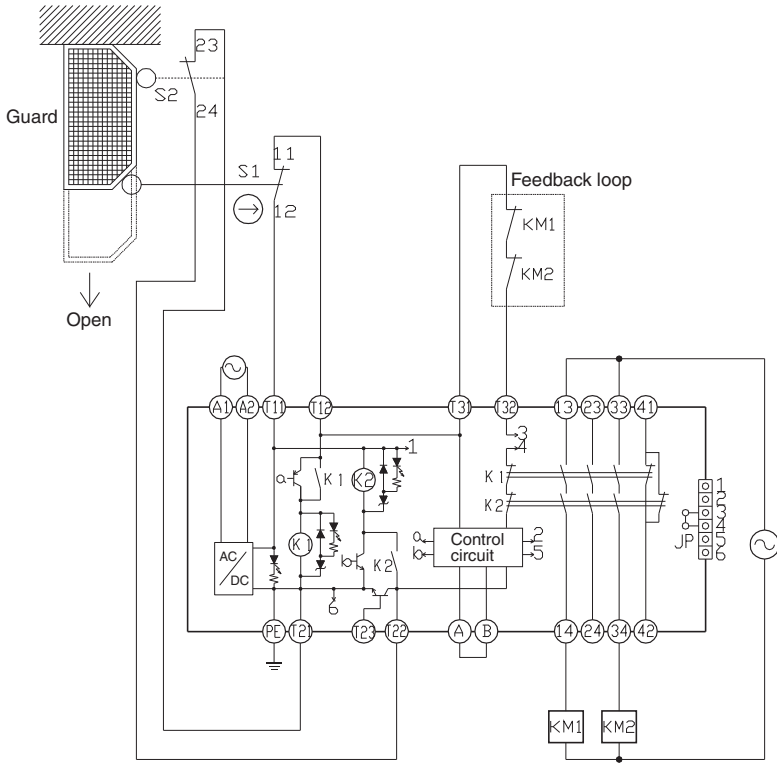 23
S2
24
Guard
11
S1
12
Feedback loop
KM1
KM2
Open
A1 A2 T11 T12 T31 T32 13 23 33 41
1
3
4
a
K1
K2
K1
K2
1
2
3
4
5
6
JP
K1
b
K2
a
b
Control
circuit
2
5
AC
DC
6
PE T21 T23 T22 A B 14 24 34 42
KM1 KM2